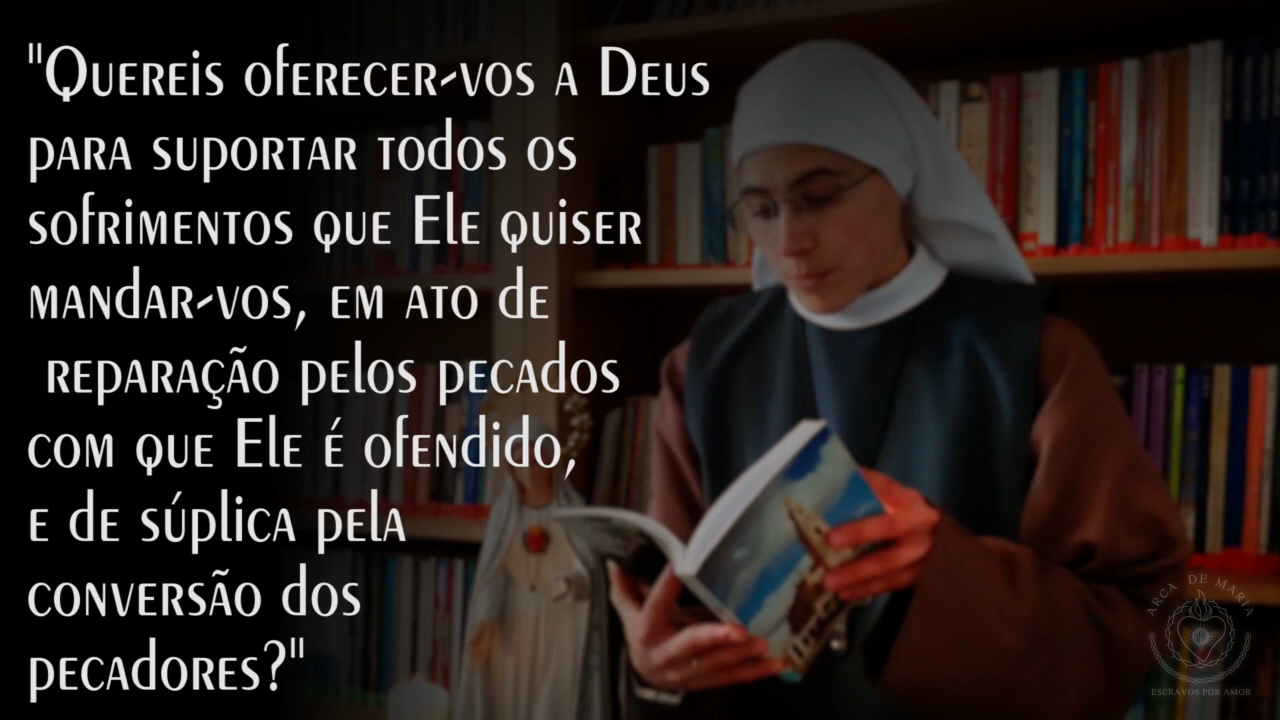 "Quereis oferecer-vos a Deus
para suportar todos os
sofrimentos que Ele quiser
mandar-vos, em ato de
reparação pelos pecados
com que Ele é ofendido,
e de súplica pela
conversão dos
pecadores?"
ARCA DE MARIA
ESCRAVOS POR AMOR